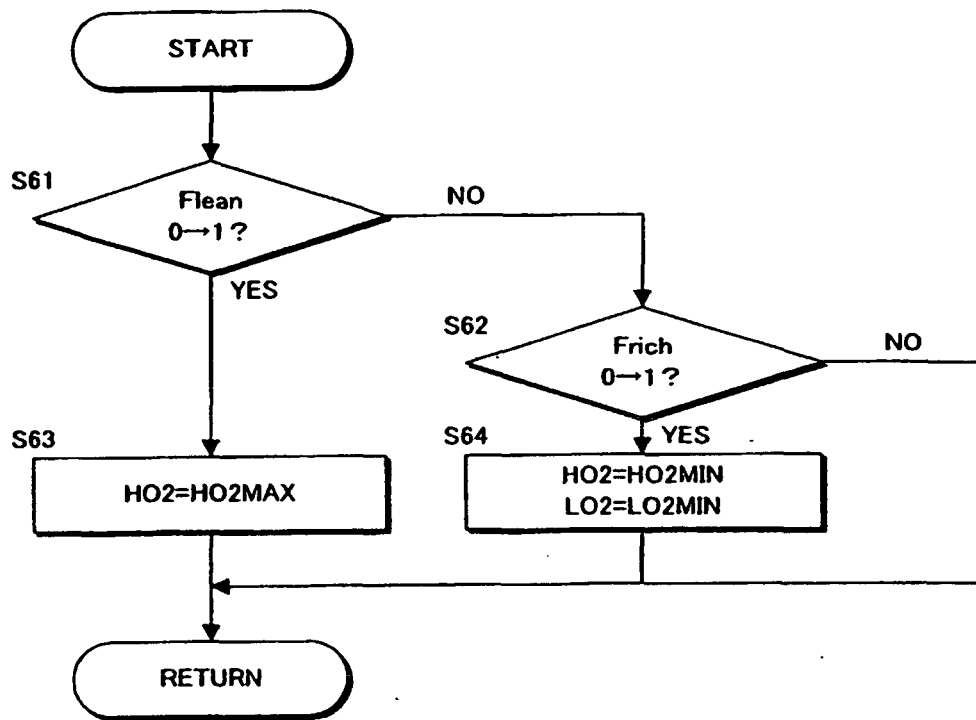 START
S61
Flean
0→1?
NO
YES
S62
Frich
0→1?
NO
YES
S63
HO2=HO2MAX
S64
HO2=HO2MIN
LO2=LO2MIN
RETURN